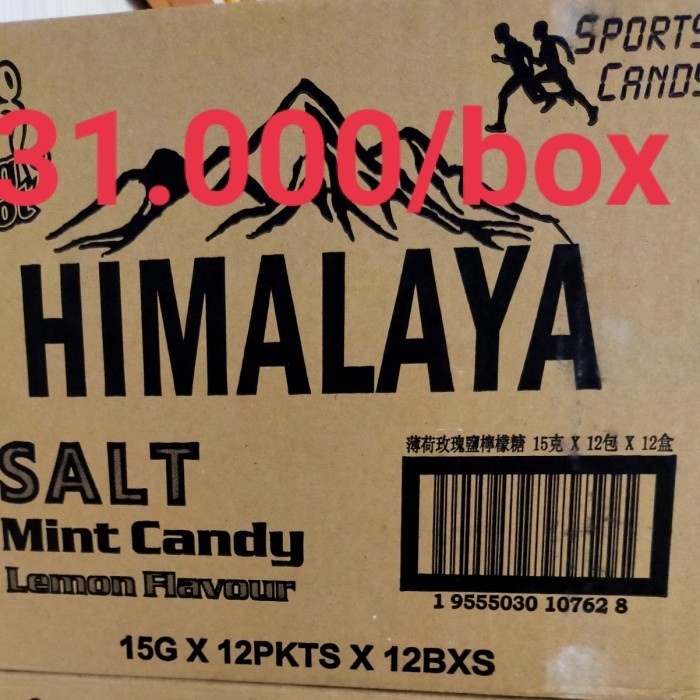 SPORTS
CANDY
31.000/box
HIMALAYA
SALT
薄荷玫瑰鹽檸檬糖 15克 X 12包 X 12盒
Mint Candy
Lemon Flavour
1 9555030 10762 8
15G X 12PKTS X 12BXS